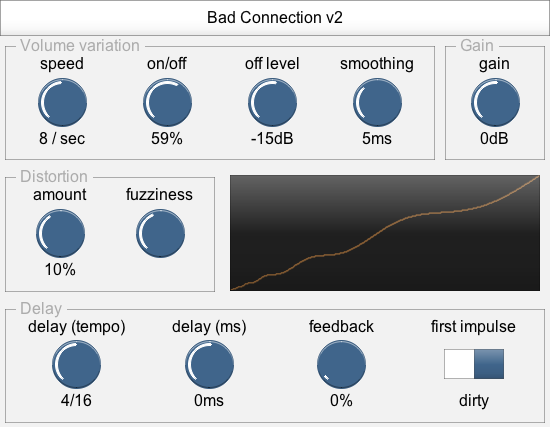 Bad Connection v2
Volume variation
Gain
speed on/off off level smoothing gain
8 / sec 59% -15dB 5ms 0dB
Distortion
amount fuzziness
10%
Delay
delay (tempo) delay (ms) feedback first impulse
4/16 0ms 0% dirty